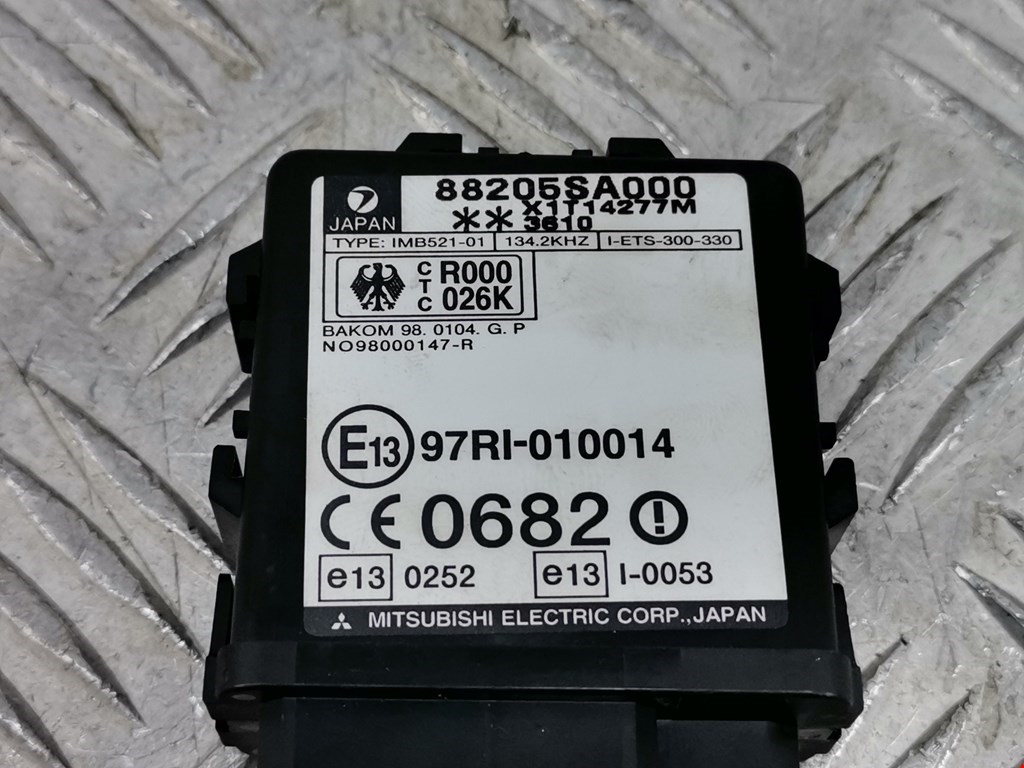 JAPAN
88205SA000
X1T14277M
** 3610
TYPE: IMB521-01 134.2KHZ I-ETS-300-330
CTC R000 026K
BAKOM 98. 0104. G. P
NO98000147-R
E13 97RI-010014
CE 0682
e13 0252 e13 I-0053
MITSUBISHI ELECTRIC CORP.,JAPAN